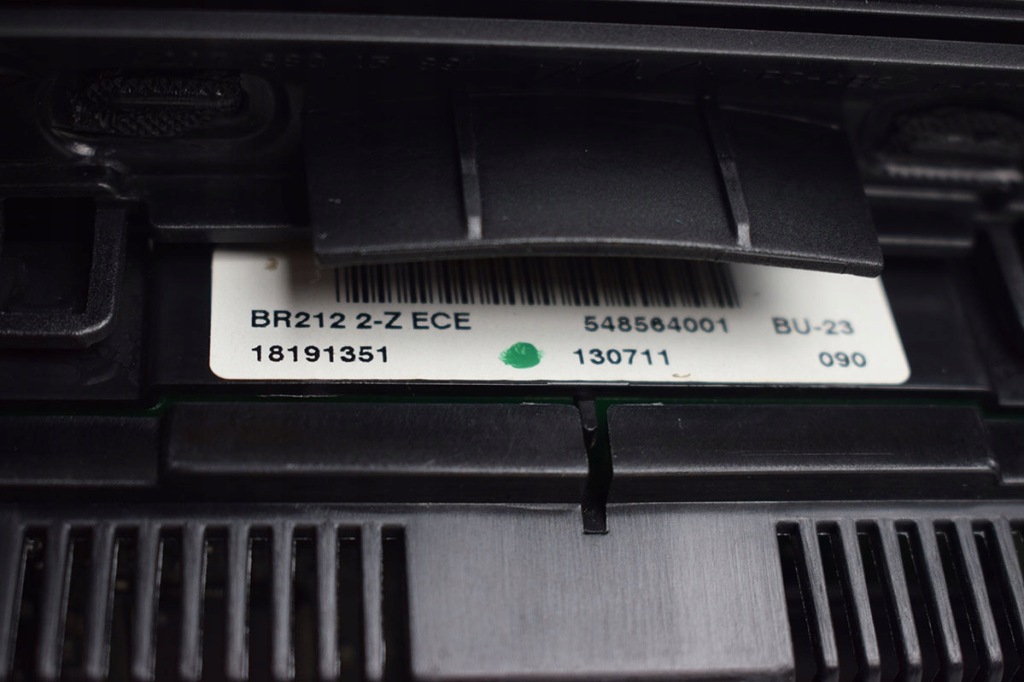 BR212 2-Z ECE 548564001 BU-23
18191351 130711 090